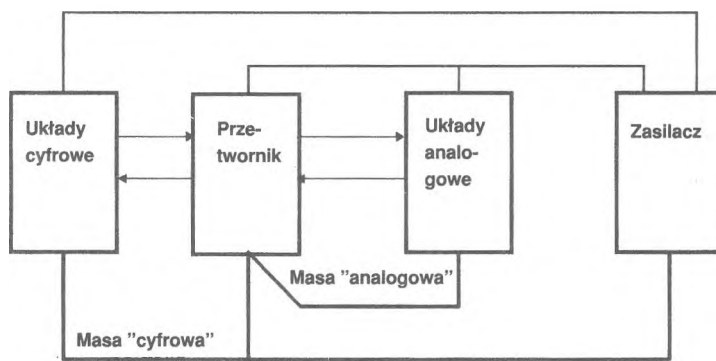 Układy
cyfrowe
Prze-
twornik
Układy
analo-
gowe
Zasilacz
Masa "analogowa"
Masa "cyfrowa"